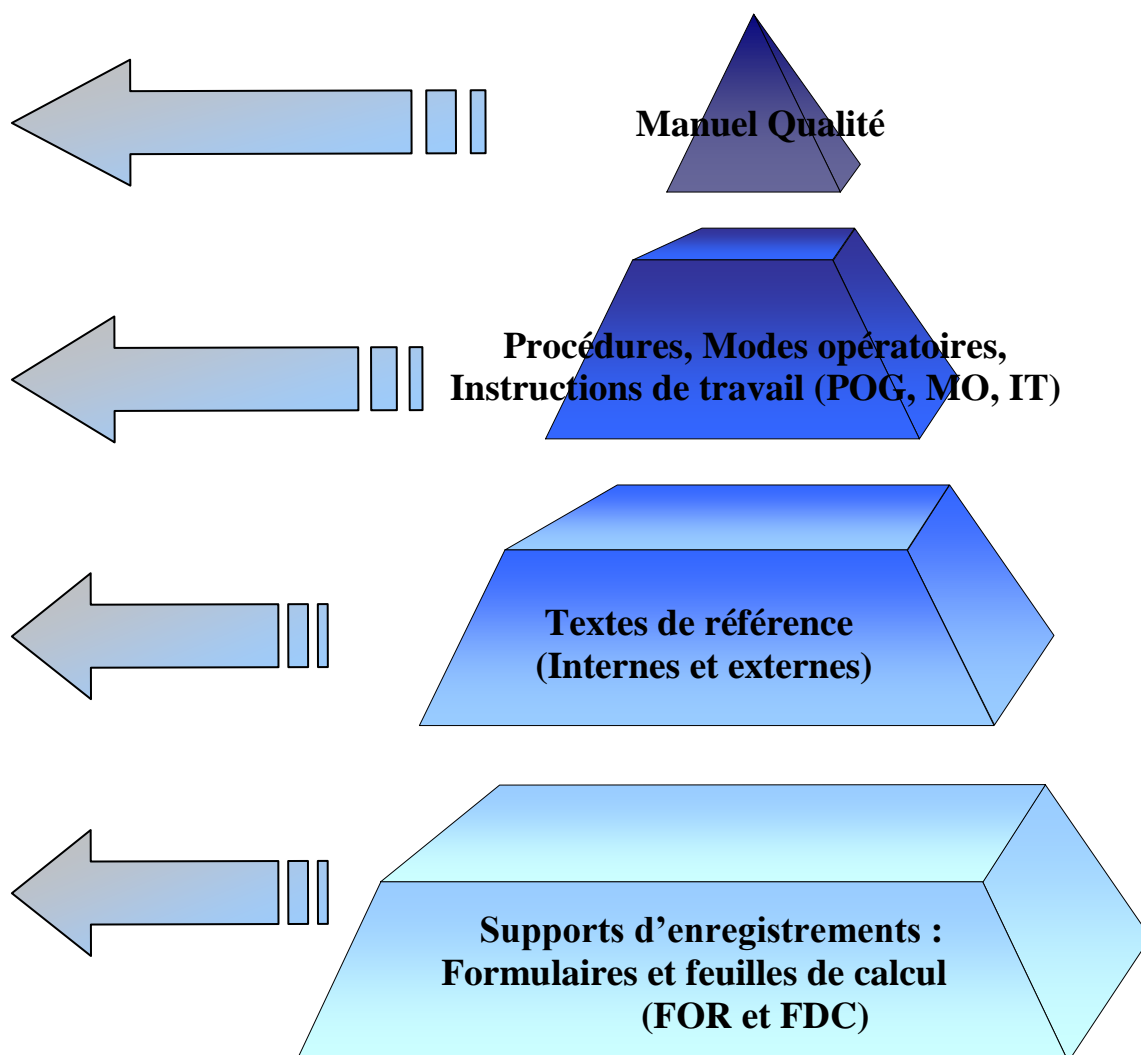 Manuel Qualité
Procédures, Modes opératoires,
Instructions de travail (POG, MO, IT)
Textes de référence
(Internes et externes)
Supports d’enregistrements :
Formulaires et feuilles de calcul
(FOR et FDC)